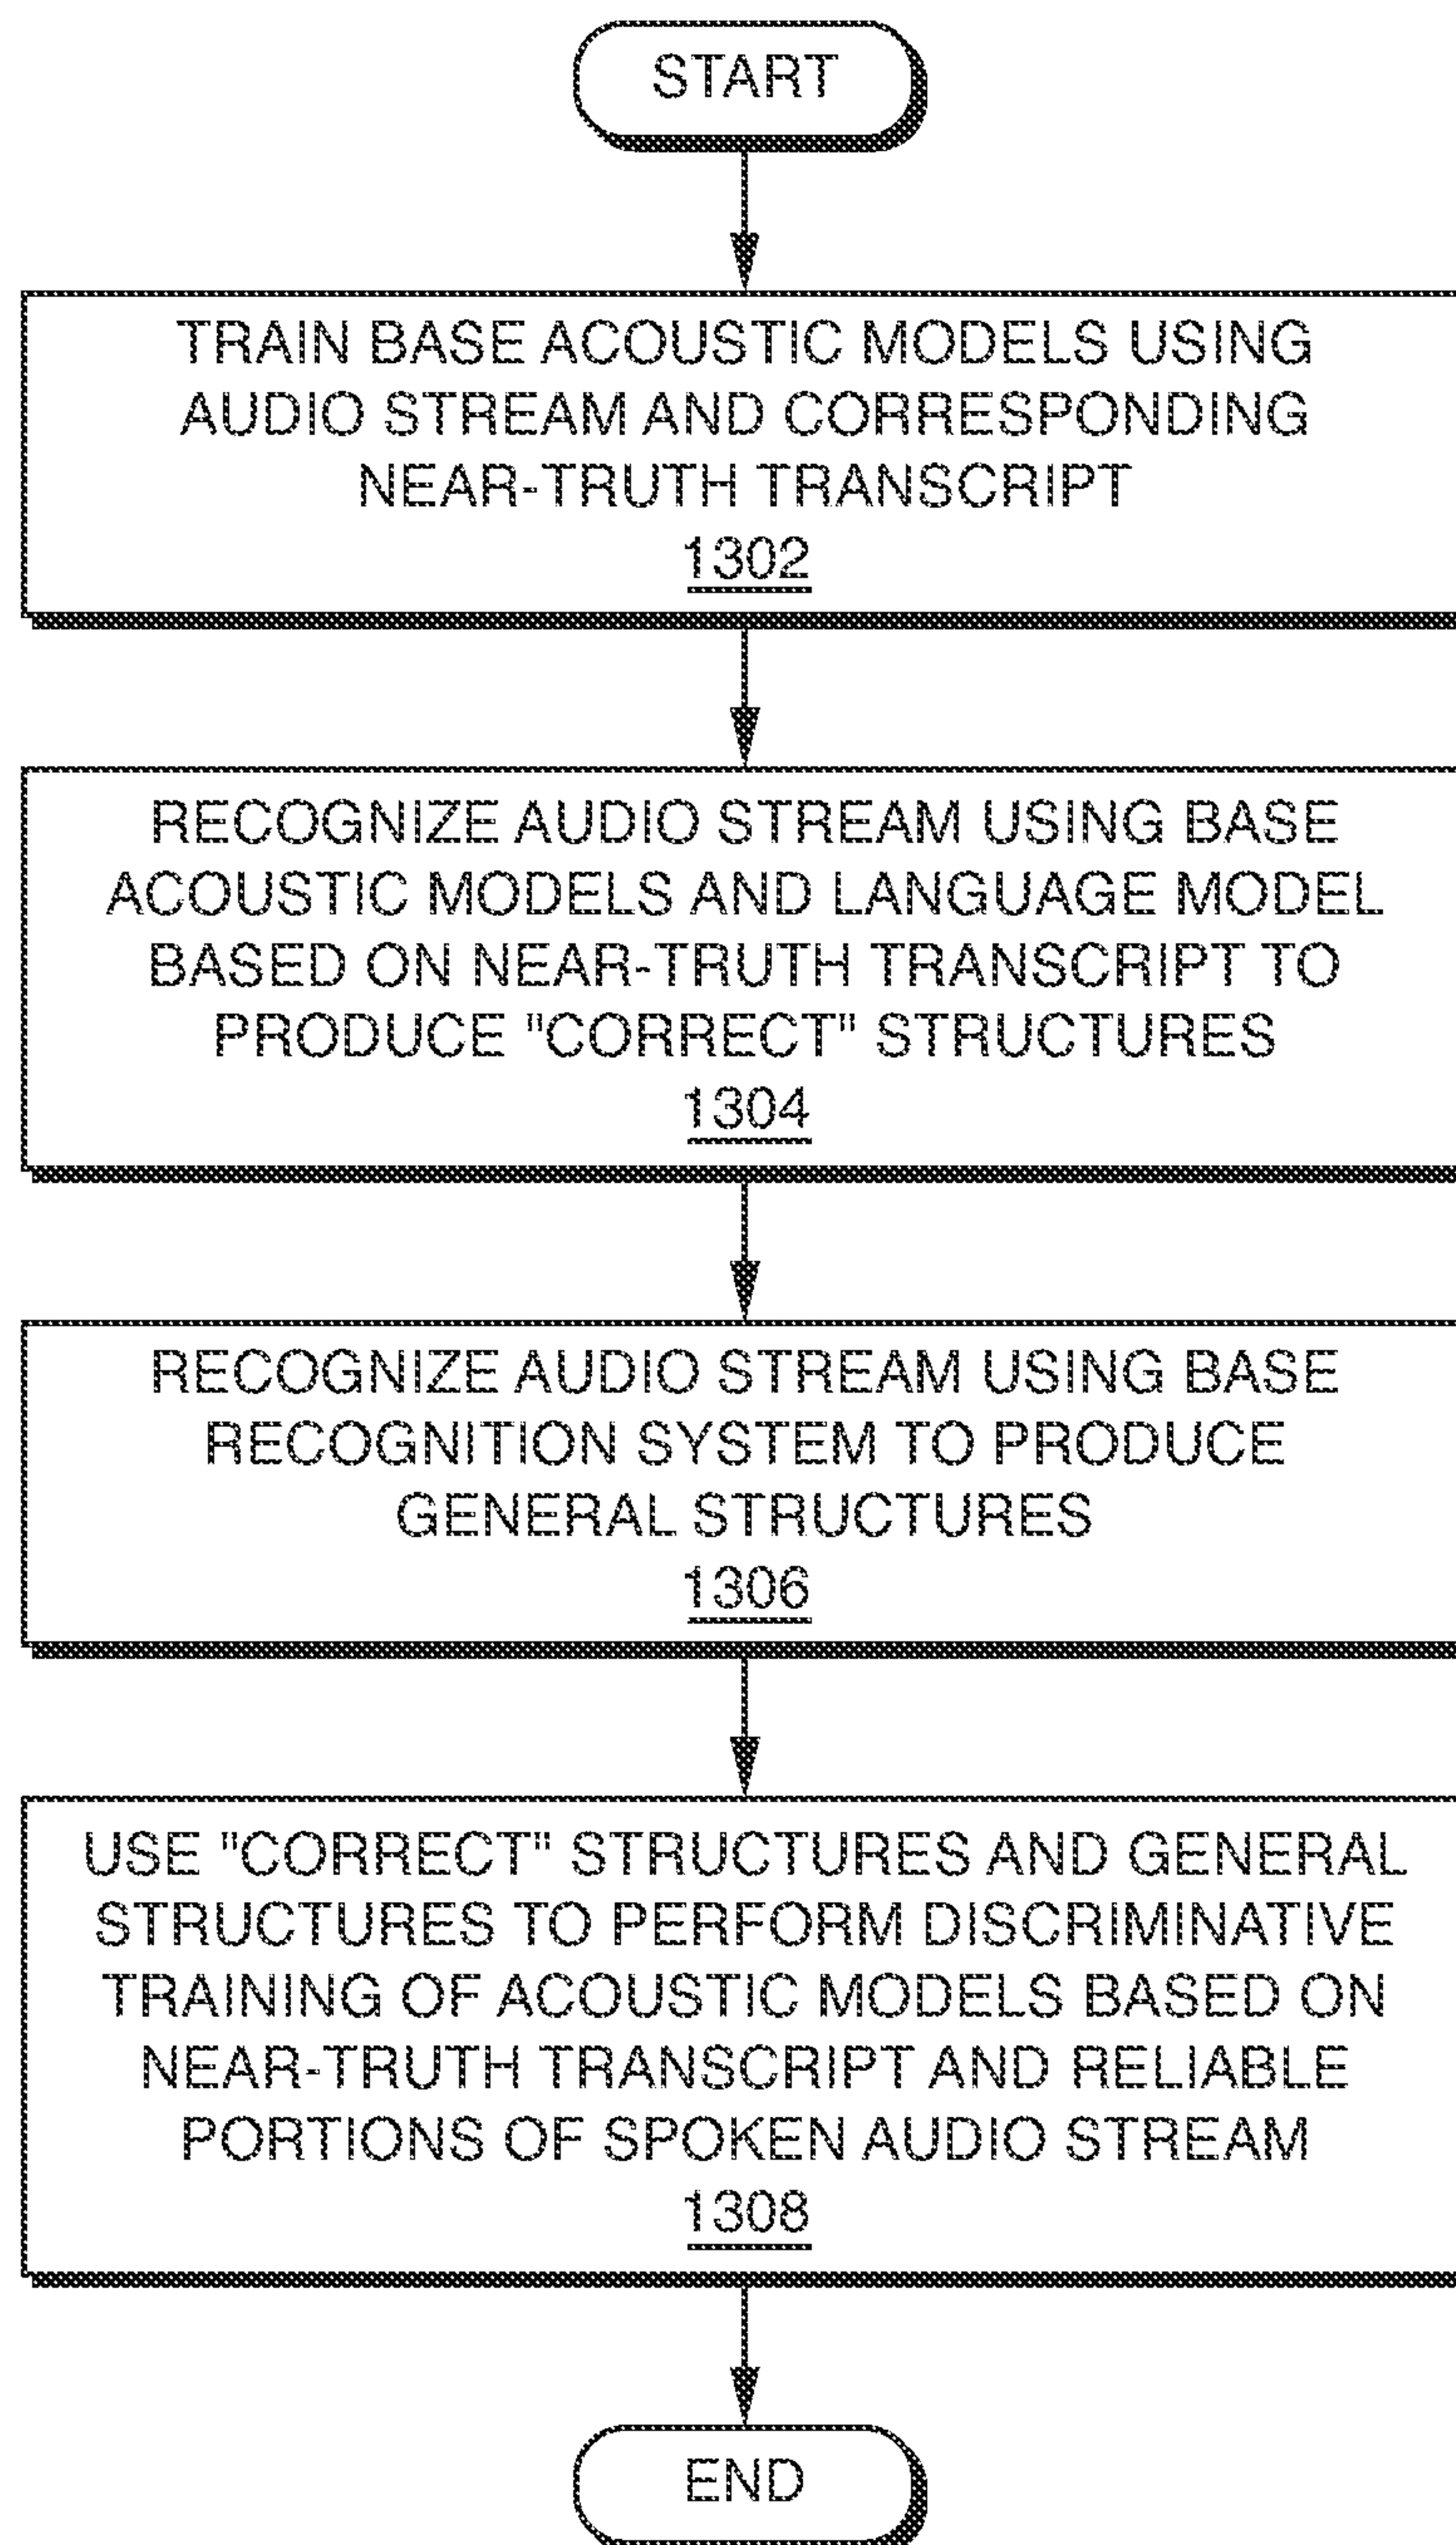 START
TRAIN BASE ACOUSTIC MODELS USING
AUDIO STREAM AND CORRESPONDING
NEAR-TRUTH TRANSCRIPT
1302
RECOGNIZE AUDIO STREAM USING BASE
ACOUSTIC MODELS AND LANGUAGE MODEL
BASED ON NEAR-TRUTH TRANSCRIPT TO
PRODUCE "CORRECT" STRUCTURES
1304
RECOGNIZE AUDIO STREAM USING BASE
RECOGNITION SYSTEM TO PRODUCE
GENERAL STRUCTURES
1306
USE "CORRECT" STRUCTURES AND GENERAL
STRUCTURES TO PERFORM DISCRIMINATIVE
TRAINING OF ACOUSTIC MODELS BASED ON
NEAR-TRUTH TRANSCRIPT AND RELIABLE
PORTIONS OF SPOKEN AUDIO STREAM
1308
END